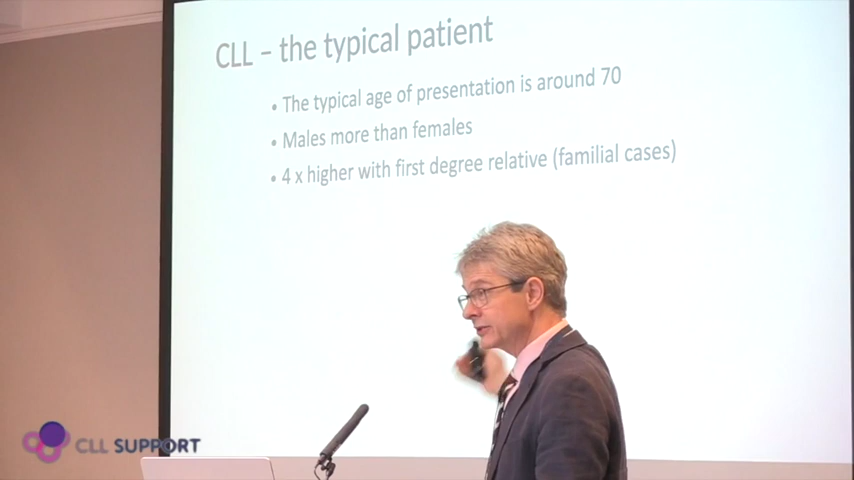 CLL – the typical patient
• The typical age of presentation is around 70
• Males more than females
• 4 x higher with first degree relative (familial cases)
CLL SUPPORT